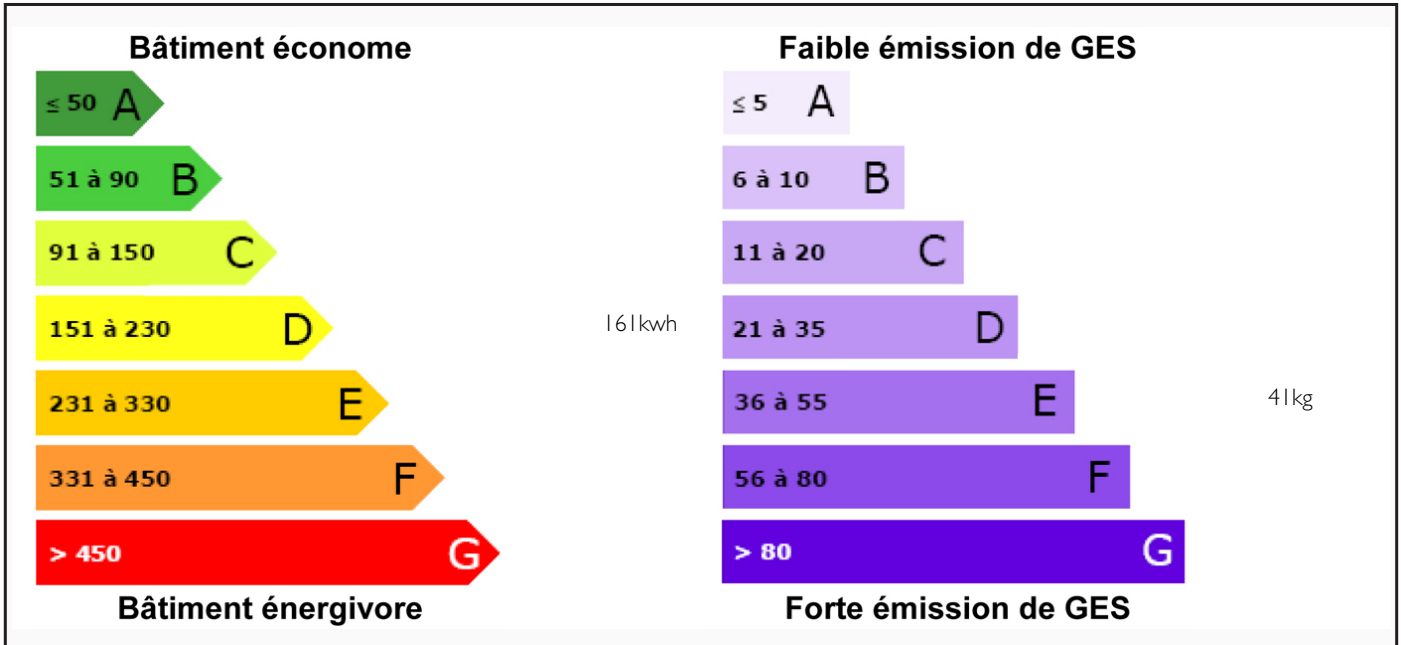 Bâtiment économe
≤ 50 A
51 à 90 B
91 à 150 C
151 à 230 D
161kwh
231 à 330 E
331 à 450 F
> 450 G
Bâtiment énergivore
Faible émission de GES
≤ 5 A
6 à 10 B
11 à 20 C
21 à 35 D
36 à 55 E
41kg
56 à 80 F
> 80 G
Forte émission de GES